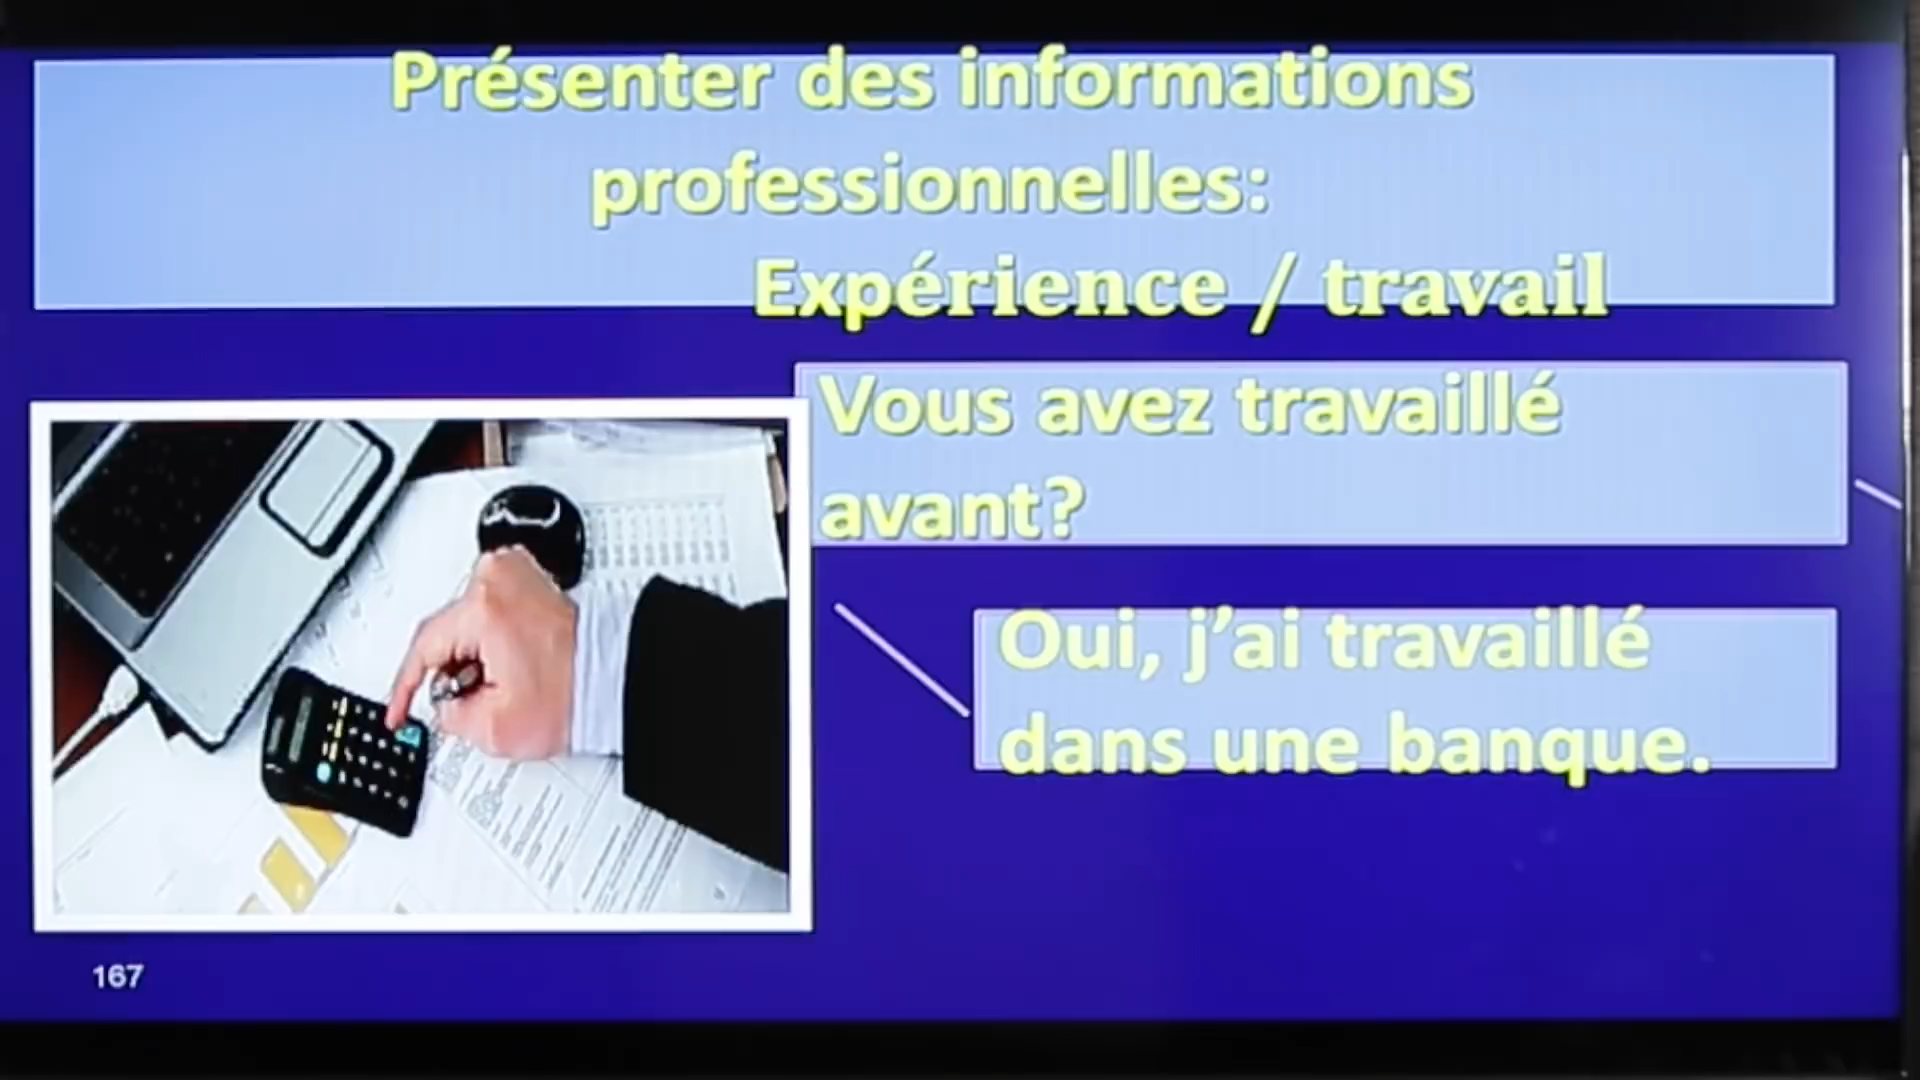 Présenter des informations
professionnelles:
Expérience / travail
Vous avez travaillé
avant?
Oui, j’ai travaillé
dans une banque.
167